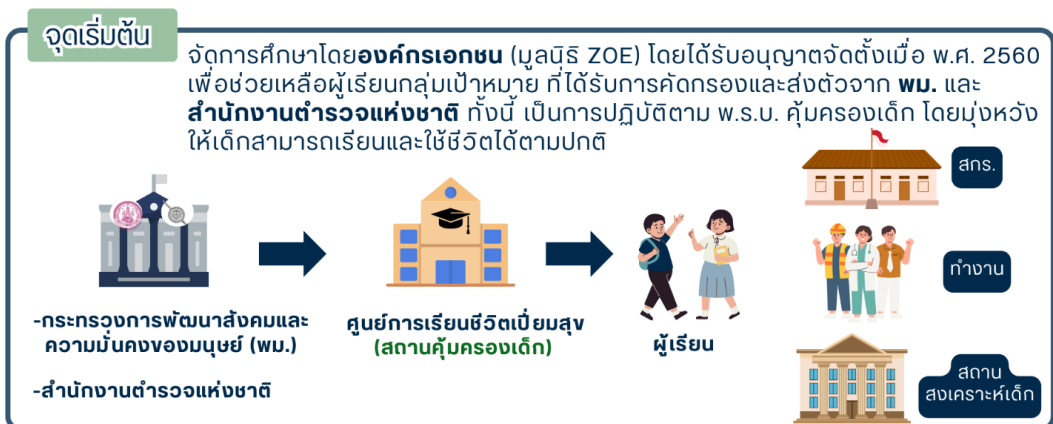 จุดเริ่มต้น
จัดการศึกษาโดยองค์กรเอกชน (มูลนิธิ ZOE) โดยได้รับอนุญาตจัดตั้งเมื่อ พ.ศ. 2560
เพื่อช่วยเหลือผู้เรียนกลุ่มเป้าหมาย ที่ได้รับการคัดกรองและส่งตัวจาก พม. และ
สำนักงานตำรวจแห่งชาติ ทั้งนี้ เป็นการปฏิบัติตาม พ.ร.บ. คุ้มครองเด็ก โดยมุ่งหวัง
ให้เด็กสามารถเรียนและใช้ชีวิตได้ตามปกติ
-กระทรวงการพัฒนาสังคมและ
ความมั่นคงของมนุษย์ (พม.)
-สำนักงานตำรวจแห่งชาติ
ศูนย์การเรียนชีวิตเปี่ยมสุข
(สถานคุ้มครองเด็ก)
ผู้เรียน
สกร.
ทำงาน
สถาน
สงเคราะห์เด็ก